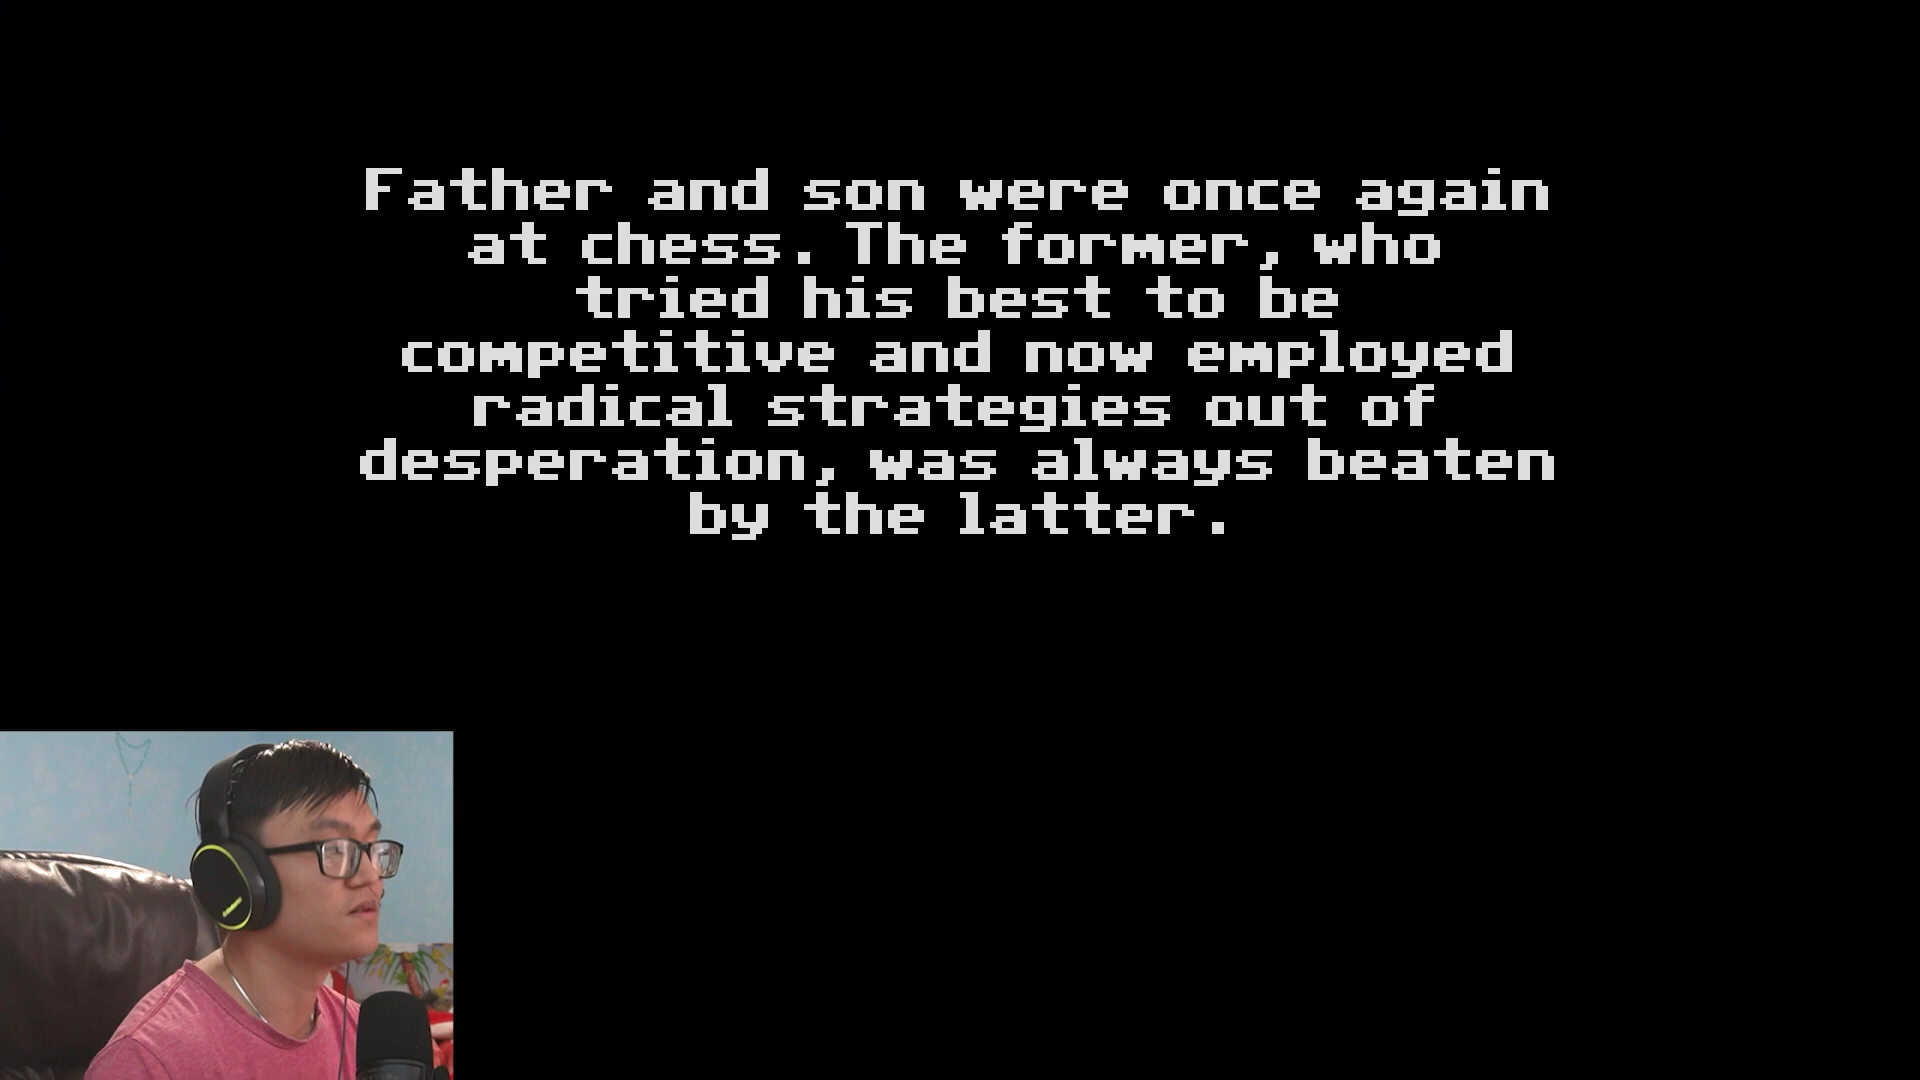 Father and son were once again
at chess. The former, who
tried his best to be
competitive and now employed
radical strategies out of
desperation, was always beaten
by the latter.